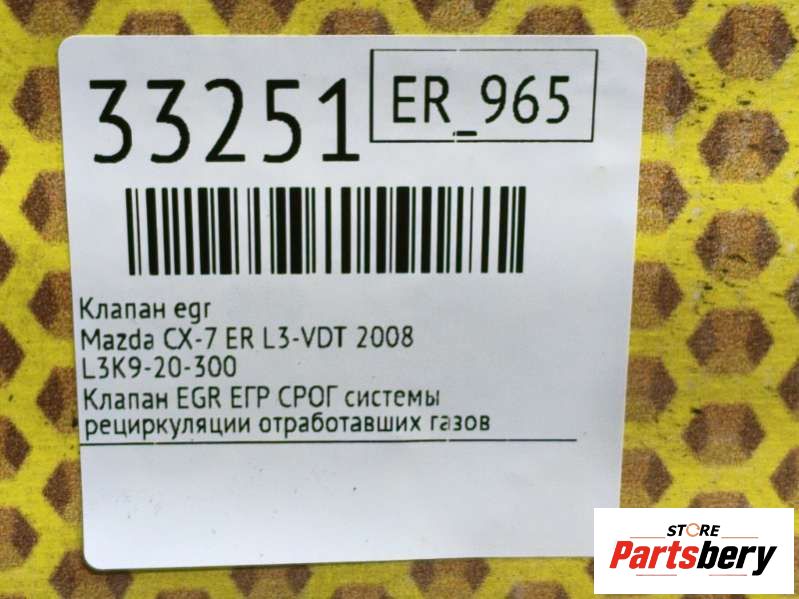 33251
ER_965
Клапан egr
Mazda CX-7 ER L3-VDT 2008
L3K9-20-300
Клапан EGR ЕГР СРОГ системы
рециркуляции отработавших газов
STORE
Partsbery